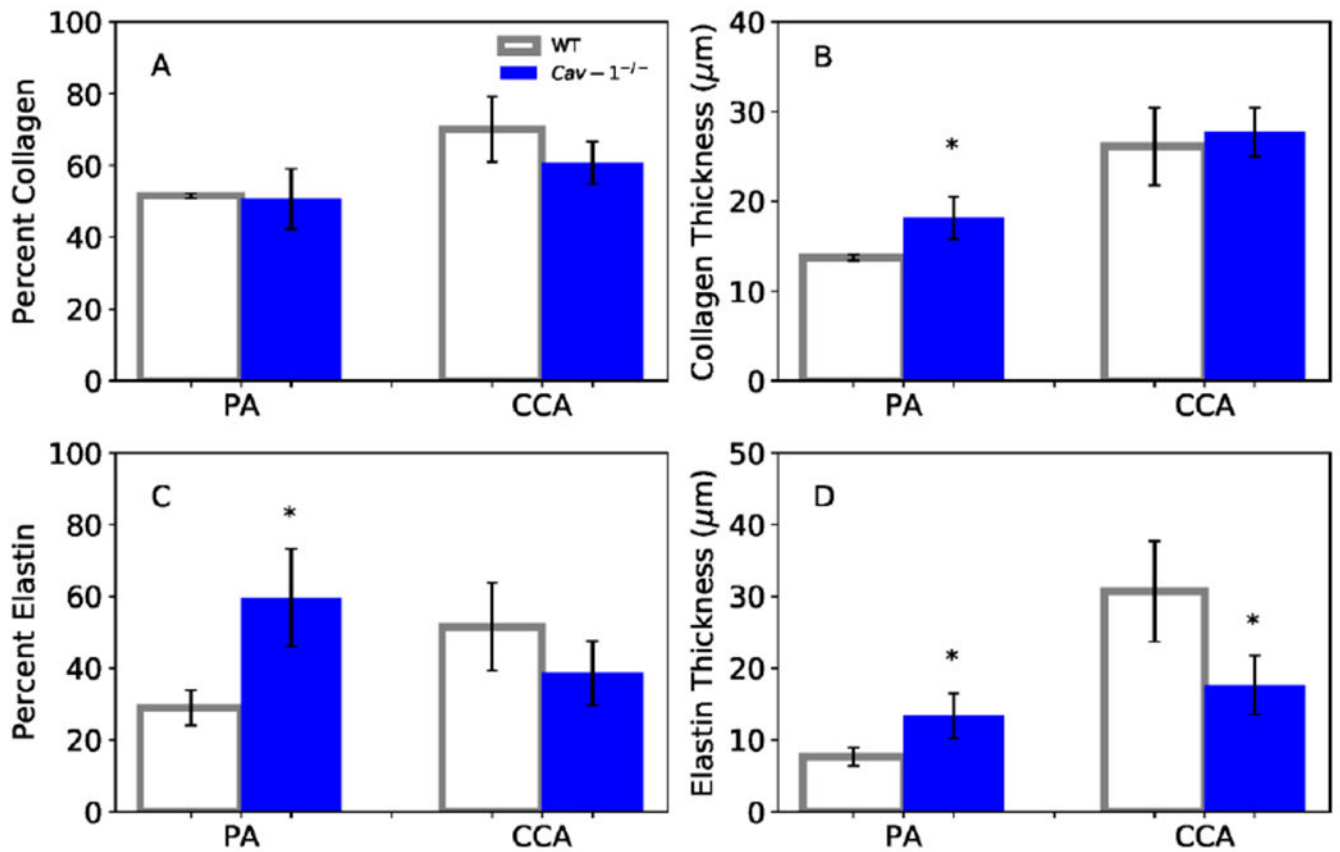 A
WT
Cav − 1⁻/⁻
Percent Collagen
100
80
60
40
20
0
PA
CCA
B
*
Collagen Thickness (μm)
40
30
20
10
0
PA
CCA
C
*
Percent Elastin
100
80
60
40
20
0
PA
CCA
D
*
*
Elastin Thickness (μm)
50
40
30
20
10
0
PA
CCA